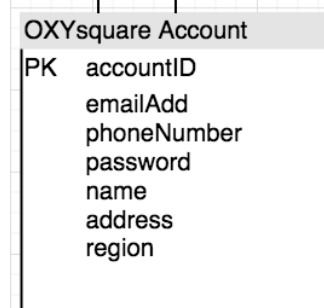 OXYsquare Account
PK accountID
emailAdd
phoneNumber
password
name
address
region